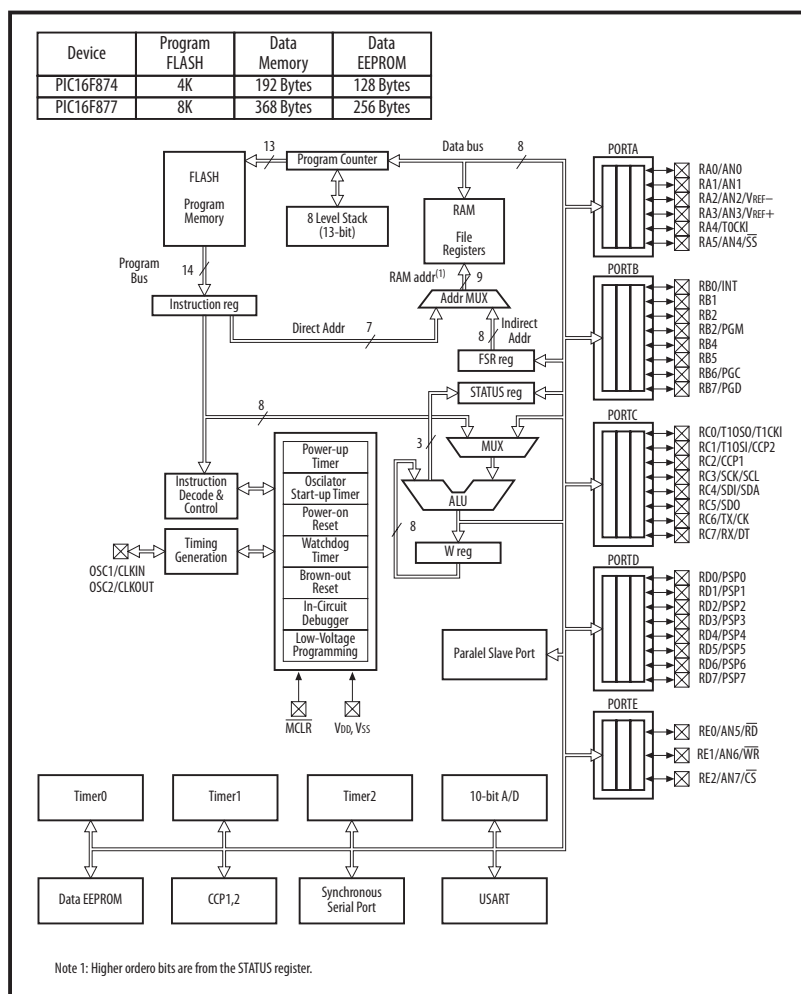 Device Program FLASH Data Memory Data EEPROM
PIC16F874 4K 192 Bytes 128 Bytes
PIC16F877 8K 368 Bytes 256 Bytes
FLASH
Program
Memory
13
Program Counter
8 Level Stack
(13-bit)
Data bus
8
RAM
File
Registers
Program
Bus
14
Instruction reg
RAM addr(1)
9
Addr MUX
Direct Addr
7
8
Indirect
Addr
FSR reg
STATUS reg
8
3
MUX
ALU
8
W reg
Power-up
Timer
Oscilator
Start-up Timer
Power-on
Reset
Watchdog
Timer
Brown-out
Reset
In-Circuit
Debugger
Low-Voltage
Programming
Instruction
Decode &
Control
Timing
Generation
OSC1/CLKIN
OSC2/CLKOUT
MCLR
VDD, VSS
Paralel Slave Port
PORTA
RA0/AN0
RA1/AN1
RA2/AN2/VREF−
RA3/AN3/VREF+
RA4/T0CKI
RA5/AN4/SS
PORTB
RB0/INT
RB1
RB2
RB2/PGM
RB4
RB5
RB6/PGC
RB7/PGD
PORTC
RC0/T1OSO/T1CKI
RC1/T1OSI/CCP2
RC2/CCP1
RC3/SCK/SCL
RC4/SDI/SDA
RC5/SDO
RC6/TX/CK
RC7/RX/DT
PORTD
RD0/PSP0
RD1/PSP1
RD2/PSP2
RD3/PSP3
RD4/PSP4
RD5/PSP5
RD6/PSP6
RD7/PSP7
PORTE
RE0/AN5/RD
RE1/AN6/WR
RE2/AN7/CS
Timer0
Timer1
Timer2
10-bit A/D
Data EEPROM
CCP1,2
Synchronous
Serial Port
USART
Note 1: Higher ordero bits are from the STATUS register.